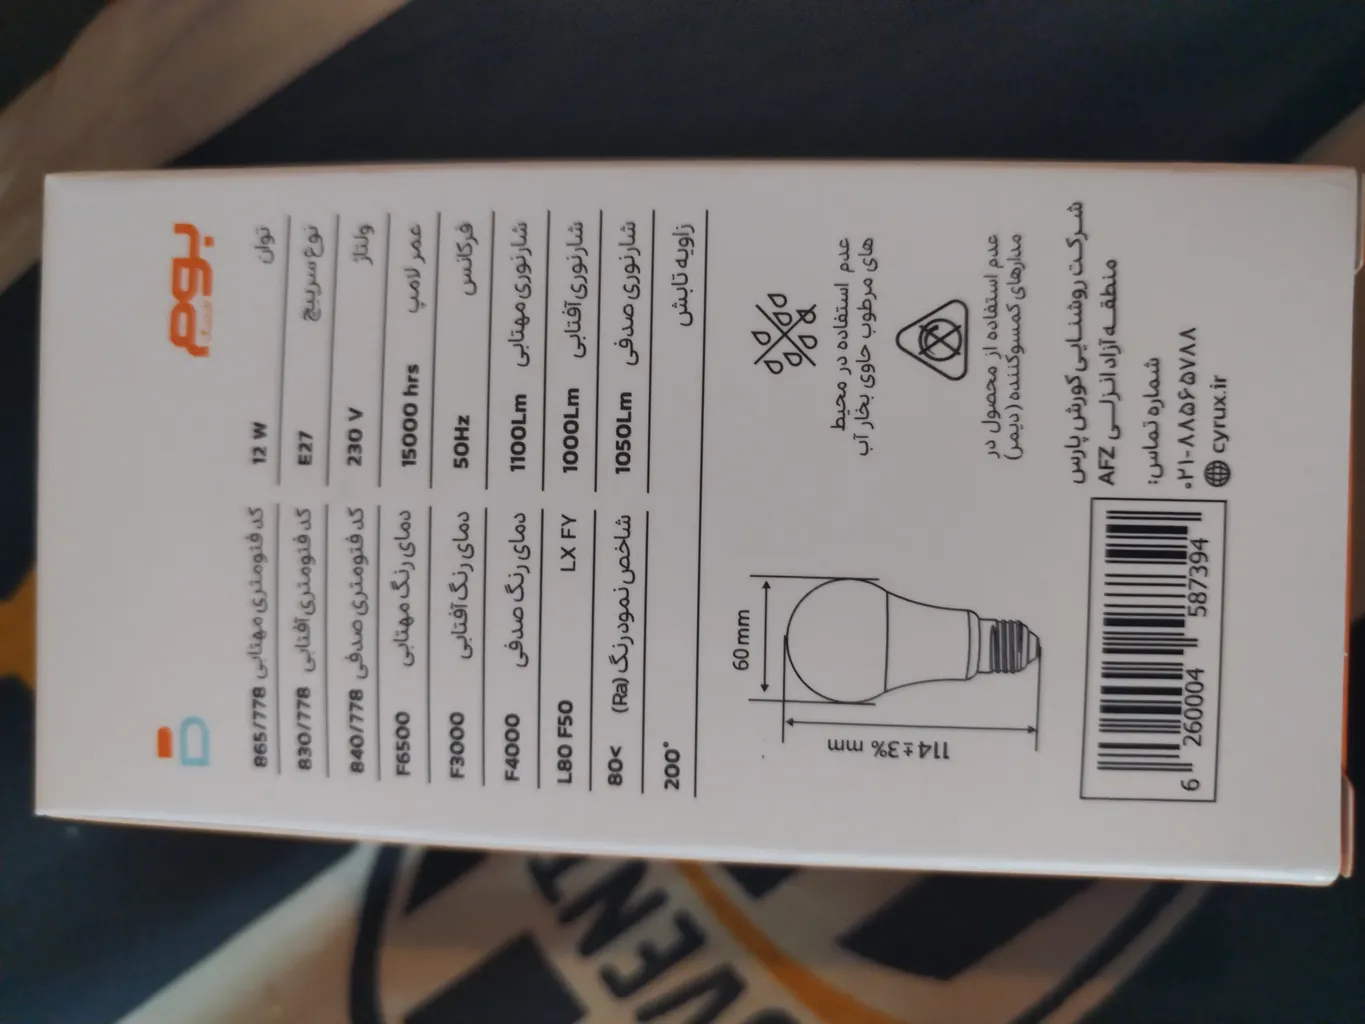 بوم
توان 12 W
نوع سرپیچ E27
ولتاژ 230 V
عمر لامپ 15000 hrs
فرکانس 50Hz
شار نوری مهتابی 1100Lm
شار نوری آفتابی 1000Lm
شار نوری صدفی 1050Lm
زاویه تابش 200°
کد فتومتری مهتابی 865/778
کد فتومتری آفتابی 830/778
کد فتومتری صدفی 840/778
دمای رنگ مهتابی F6500
دمای رنگ آفتابی F3000
دمای رنگ صدفی F4000
LX FY L80 F50
شاخص نمود رنگ (Ra) 80<
عدم استفاده در محیط
های مرطوب حاوی بخار آب
عدم استفاده از محصول در
مدارهای کمسوکننده (دیمر)
60 mm
114±3% mm
شرکت روشنایی کورش پارس
منطقه آزاد انزلی AFZ
شماره تماس:
۰۲۱-۸۸۵۶۵۷۸۸
cyrux.ir
6 260004 587394
VENT